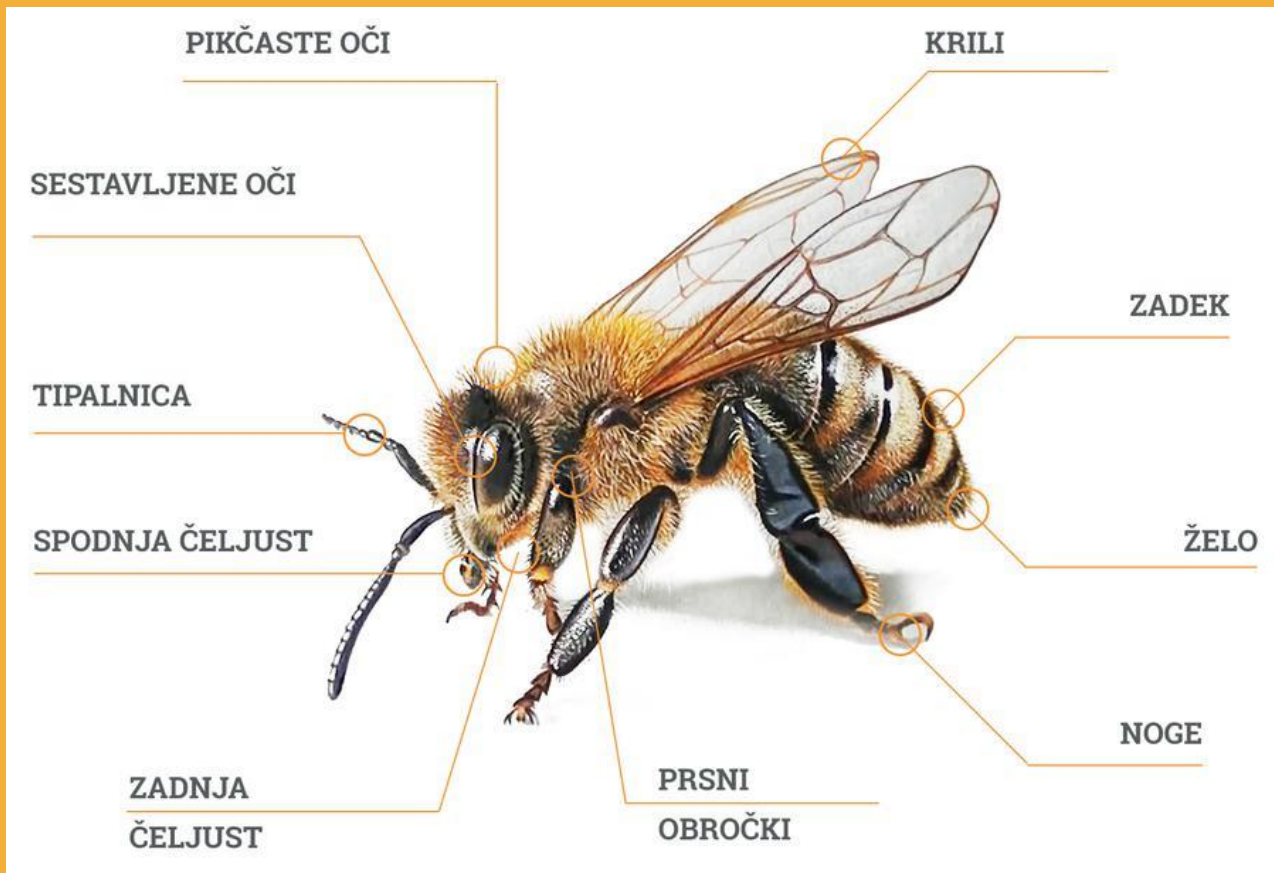 PIKČASTE OČI
KRILI
SESTAVLJENE OČI
ZADEK
TIPALNICA
SPODNJA ČELJUST
ŽELO
NOGE
ZADNJA
ČELJUST
PRSNI
OBROČKI